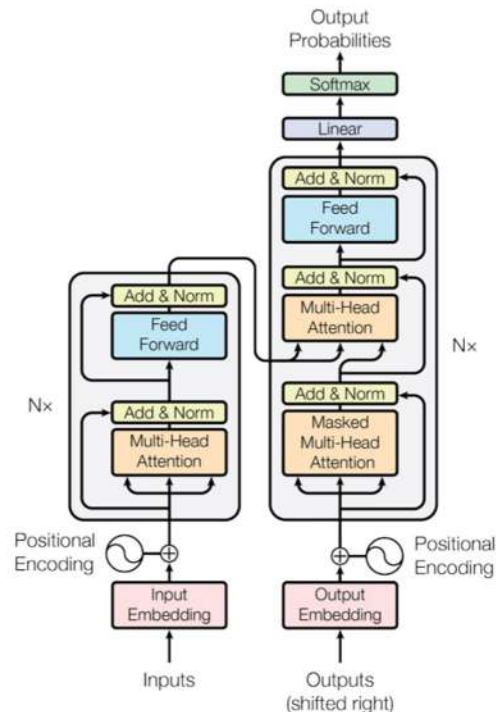 Output
Probabilities
Softmax
Linear
Add & Norm
Feed
Forward
Add & Norm
Multi-Head
Attention
Add & Norm
Masked
Multi-Head
Attention
Nx
Positional
Encoding
Output
Embedding
Outputs
(shifted right)
Add & Norm
Feed
Forward
Add & Norm
Multi-Head
Attention
Nx
Positional
Encoding
Input
Embedding
Inputs